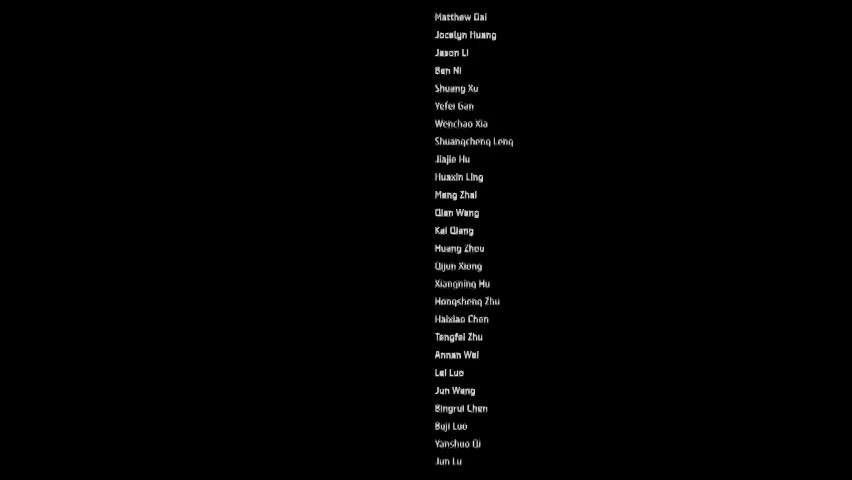 Matthew Dai
Jocelyn Huang
Jason Li
Ben Ni
Shuang Xu
Yefei Gan
Wenchao Xia
Shuangcheng Leng
Jiajie Hu
Huaxin Ling
Meng Zhai
Qian Wang
Kai Qiang
Huang Zhou
Qijun Xiong
Xiangning Hu
Hongsheng Zhu
Haixiao Chen
Tengfei Zhu
Annan Wei
Lei Luo
Jun Wang
Bingrui Chen
Buji Luo
Yanshuo Qi
Jun Lu